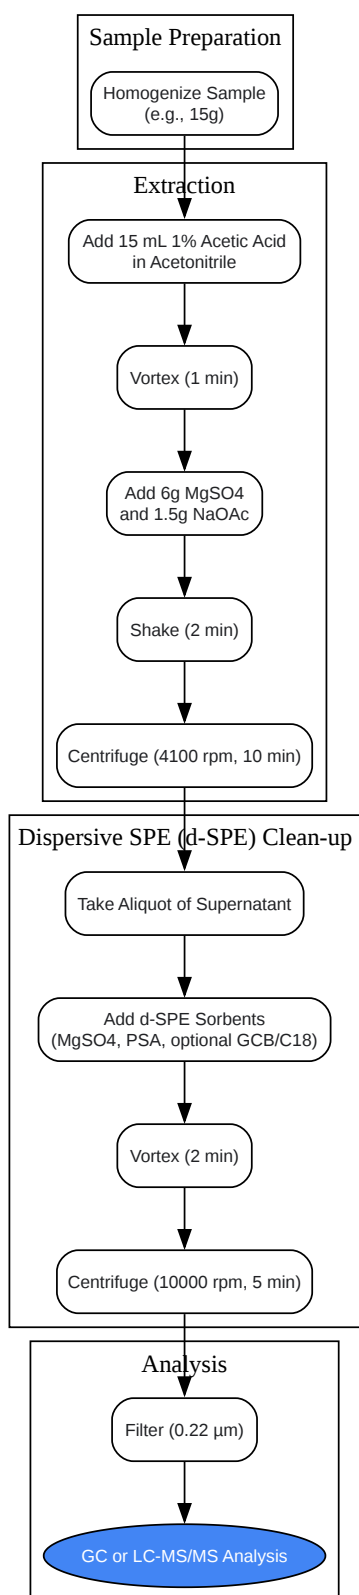 Sample Preparation
Homogenize Sample
(e.g., 15g)
Extraction
Add 15 mL 1% Acetic Acid
in Acetonitrile
Vortex (1 min)
Add 6g MgSO4
and 1.5g NaOAc
Shake (2 min)
Centrifuge (4100 rpm, 10 min)
Dispersive SPE (d-SPE) Clean-up
Take Aliquot of Supernatant
Add d-SPE Sorbents
(MgSO4, PSA, optional GCB/C18)
Vortex (2 min)
Centrifuge (10000 rpm, 5 min)
Analysis
Filter (0.22 µm)
GC or LC-MS/MS Analysis